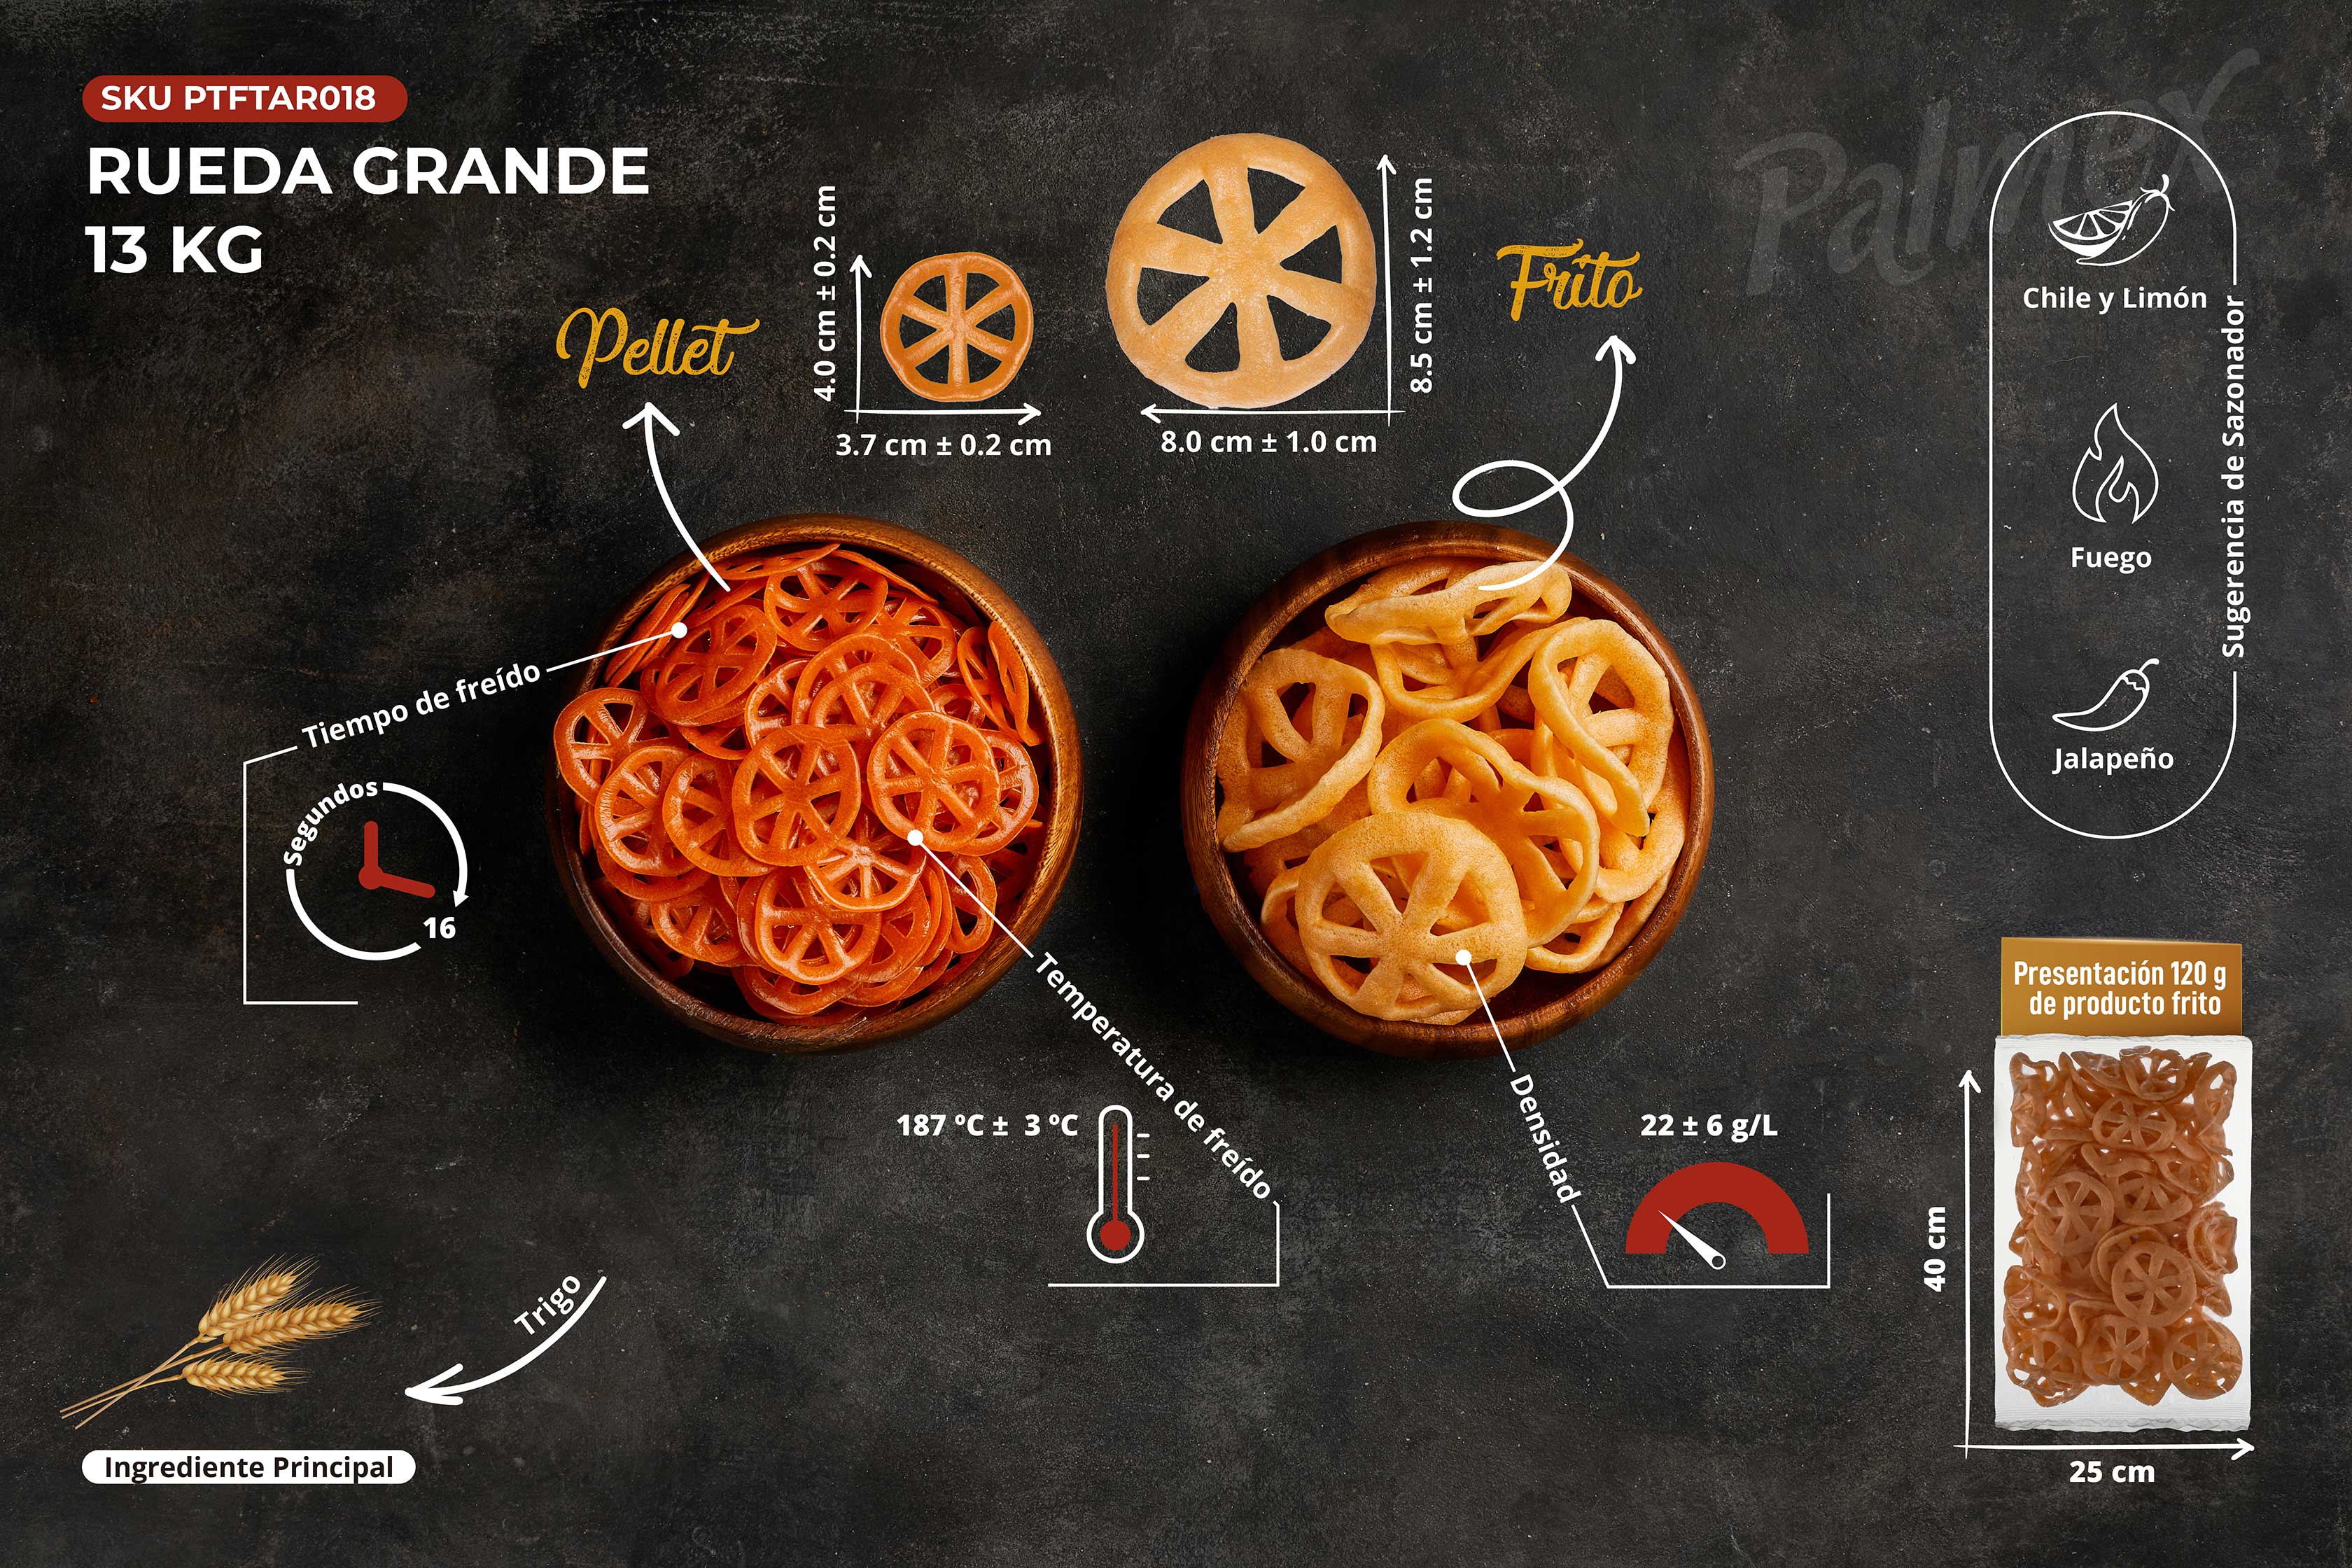 SKU PTFTAR018
RUEDA GRANDE
13 KG
Palmex
Pellet
4.0 cm ± 0.2 cm
3.7 cm ± 0.2 cm
8.5 cm ± 1.2 cm
8.0 cm ± 1.0 cm
Frito
Chile y Limón
Fuego
Jalapeño
Sugerencia de Sazonador
Tiempo de freído
Segundos
16
Temperatura de freído
187 ºC ± 3 ºC
Densidad
22 ± 6 g/L
Presentación 120 g
de producto frito
40 cm
25 cm
Trigo
Ingrediente Principal